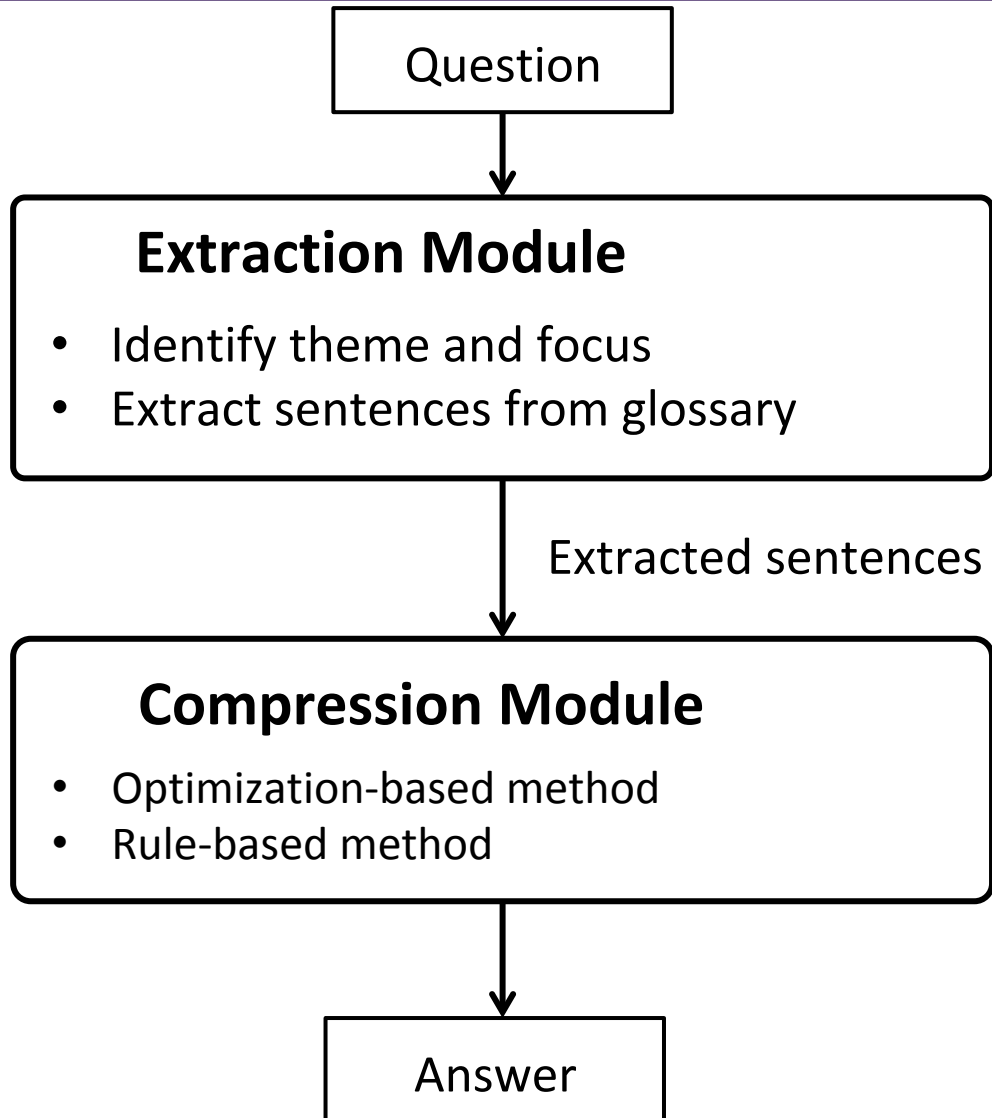 Question
Extraction Module
• Identify theme and focus
• Extract sentences from glossary
Extracted sentences
Compression Module
• Optimization-based method
• Rule-based method
Answer